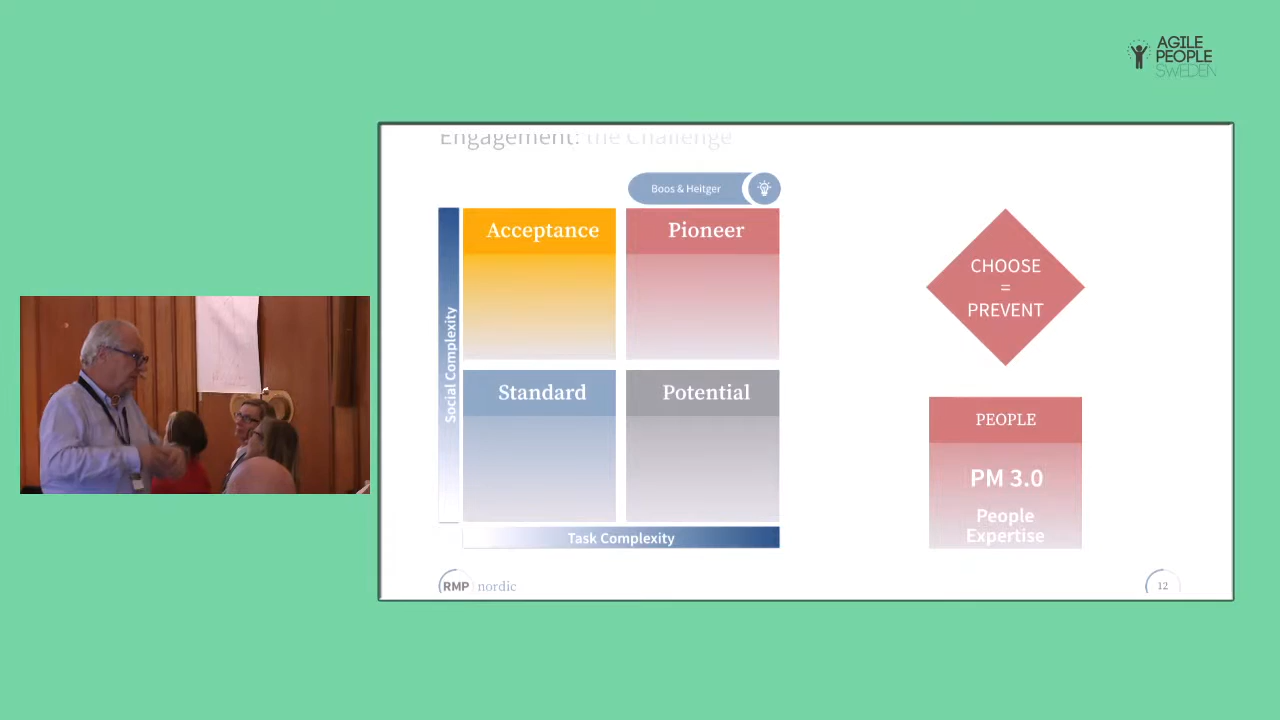 AGILE
PEOPLE
SWEDEN
Engagement: the Challenge
Boos & Heitger
Acceptance
Pioneer
Social Complexity
Standard
Potential
Task Complexity
CHOOSE
=
PREVENT
PEOPLE
PM 3.0
People
Expertise
RMP nordic
12